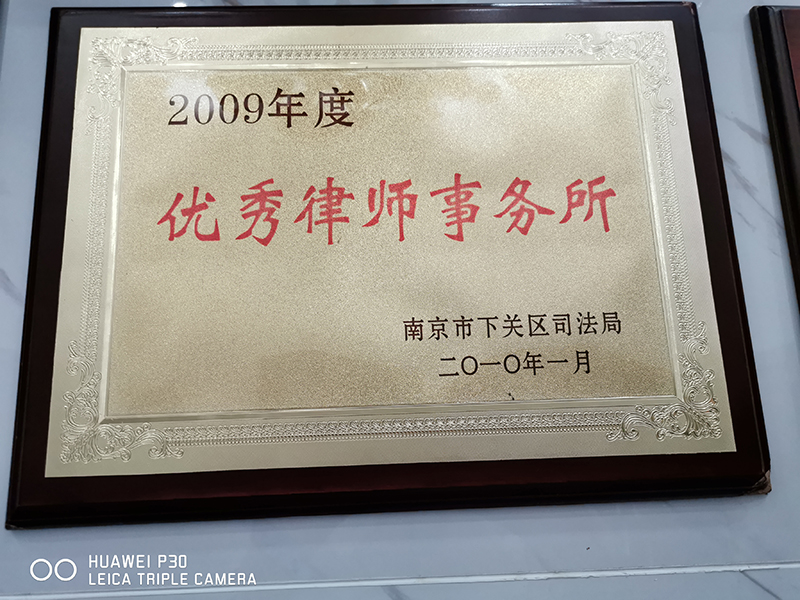 2009年度
优秀律师事务所
南京市下关区司法局
二〇一〇年一月
HUAWEI P30
LEICA TRIPLE CAMERA